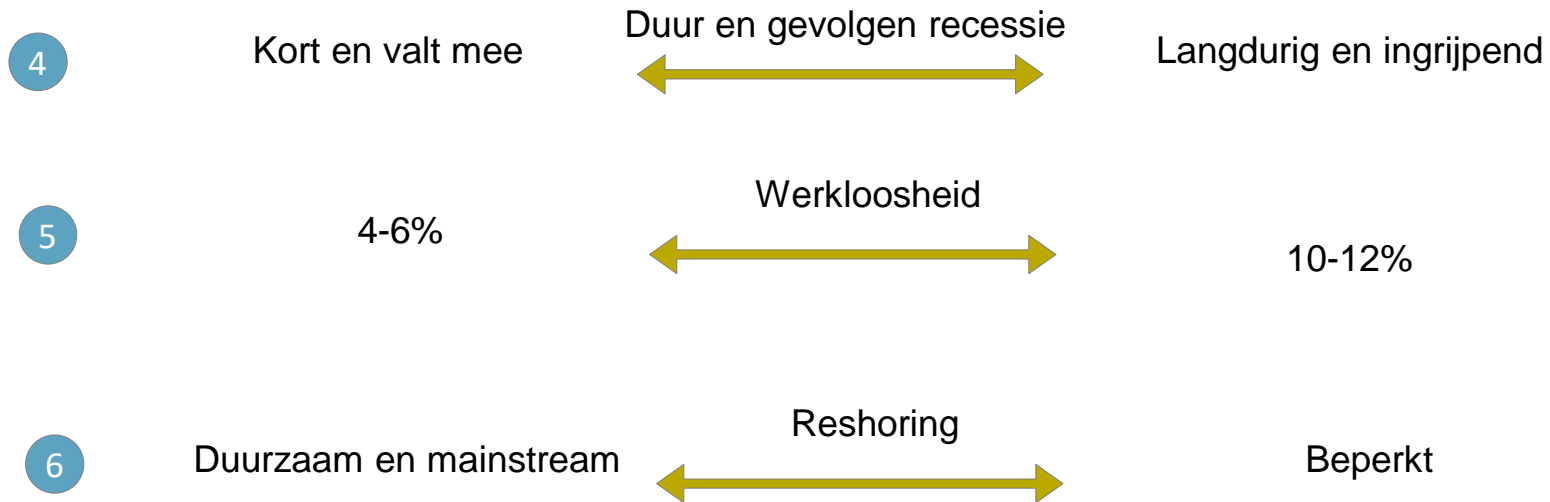 4
Kort en valt mee
Duur en gevolgen recessie
Langdurig en ingrijpend
5
4-6%
Werkloosheid
10-12%
6
Duurzaam en mainstream
Reshoring
Beperkt